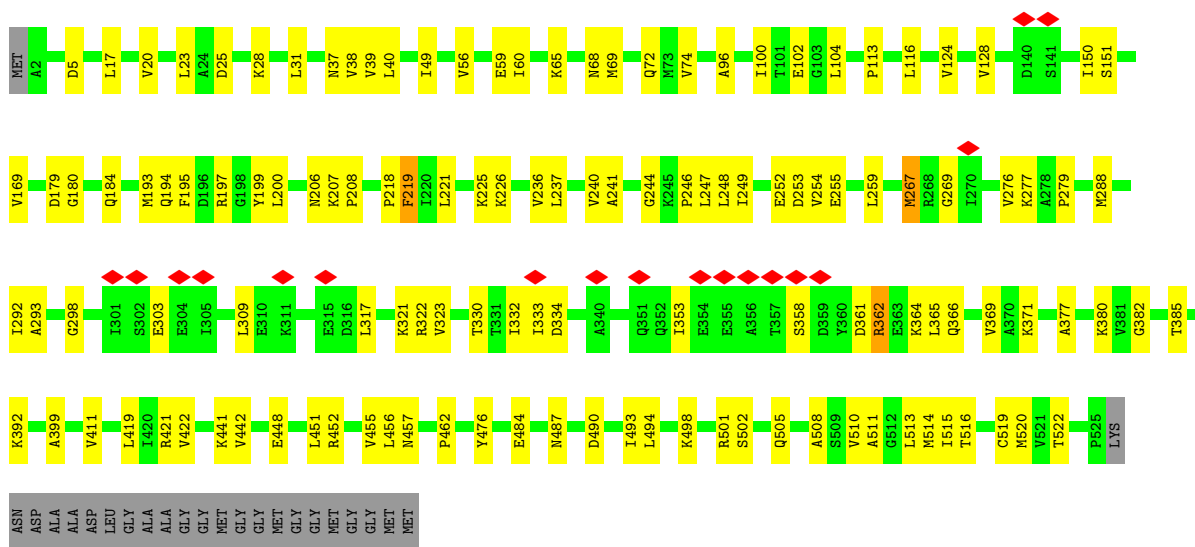 MET A2 D5 L17 V20 L23 A24 D25 K28 L31 N37 V38 V39 L40 I49 V56 E59 I60 K65 N68 M69 Q72 M73 V74 A96 I100 T101 E102 G103 L104 P113 L116 V124 V128 D140 S141 I150 S151
V169 D179 G180 Q184 M193 Q194 F195 D196 R197 G198 Y199 L200 N206 K207 P208 P218 F219 I220 L221 K225 K226 V236 L237 V240 A241 G244 K245 P246 L247 L248 I249 E252 D253 V254 E255 L259 M267 R268 G269 I270 V276 K277 A278 P279 M288
I292 A293 G298 I301 S302 E303 E304 I305 L309 E310 K311 E315 D316 L317 K321 R322 V323 T330 T331 I332 I333 D334 A340 Q351 Q352 I353 E354 E355 A356 T357 S358 D359 Y360 D361 R362 E363 K364 L365 Q366 V369 A370 K371 A377 K380 V381 G382 T385
K392 A399 V411 L419 I420 R421 V422 K441 V442 E448 L451 R452 V455 L456 N457 P462 Y476 E484 N487 D490 I493 L494 K498 R501 S502 Q505 A508 S509 V510 A511 G512 L513 M514 I515 T516 C519 M520 V521 T522 P525 LYS
ASN ASP ALA ALA ASP LEU GLY ALA ALA GLY GLY MET GLY GLY MET GLY GLY MET GLY GLY MET MET